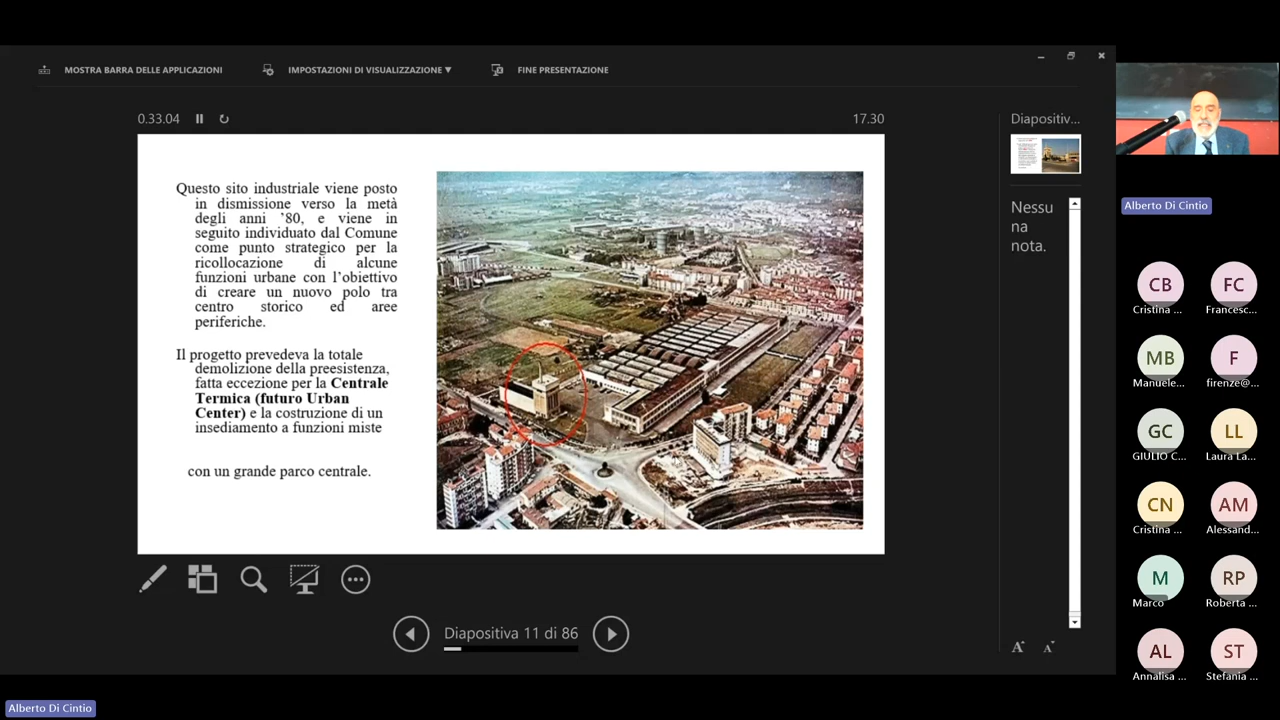 MOSTRA BARRA DELLE APPLICAZIONI
IMPOSTAZIONI DI VISUALIZZAZIONE ▼
FINE PRESENTAZIONE
0.33.04
17.30
Questo sito industriale viene posto
in dismissione verso la metà
degli anni ’80, e viene in
seguito individuato dal Comune
come punto strategico per la
ricollocazione di alcune
funzioni urbane con l’obiettivo
di creare un nuovo polo tra
centro storico ed aree
periferiche.
Il progetto prevedeva la totale
demolizione della preesistenza,
fatta eccezione per la Centrale
Termica (futuro Urban
Center) e la costruzione di un
insediamento a funzioni miste
con un grande parco centrale.
Diapositiva 11 di 86
Diapositiv...
Nessu
na
nota.
A A
Alberto Di Cintio
CB FC
Cristina ... Francesc...
MB F
Manuele... firenze@...
GC LL
GIULIO C... Laura La...
CN AM
Cristina ... Alessand...
M RP
Marco Roberta ...
AL ST
Annalisa ... Stefania ...
Alberto Di Cintio